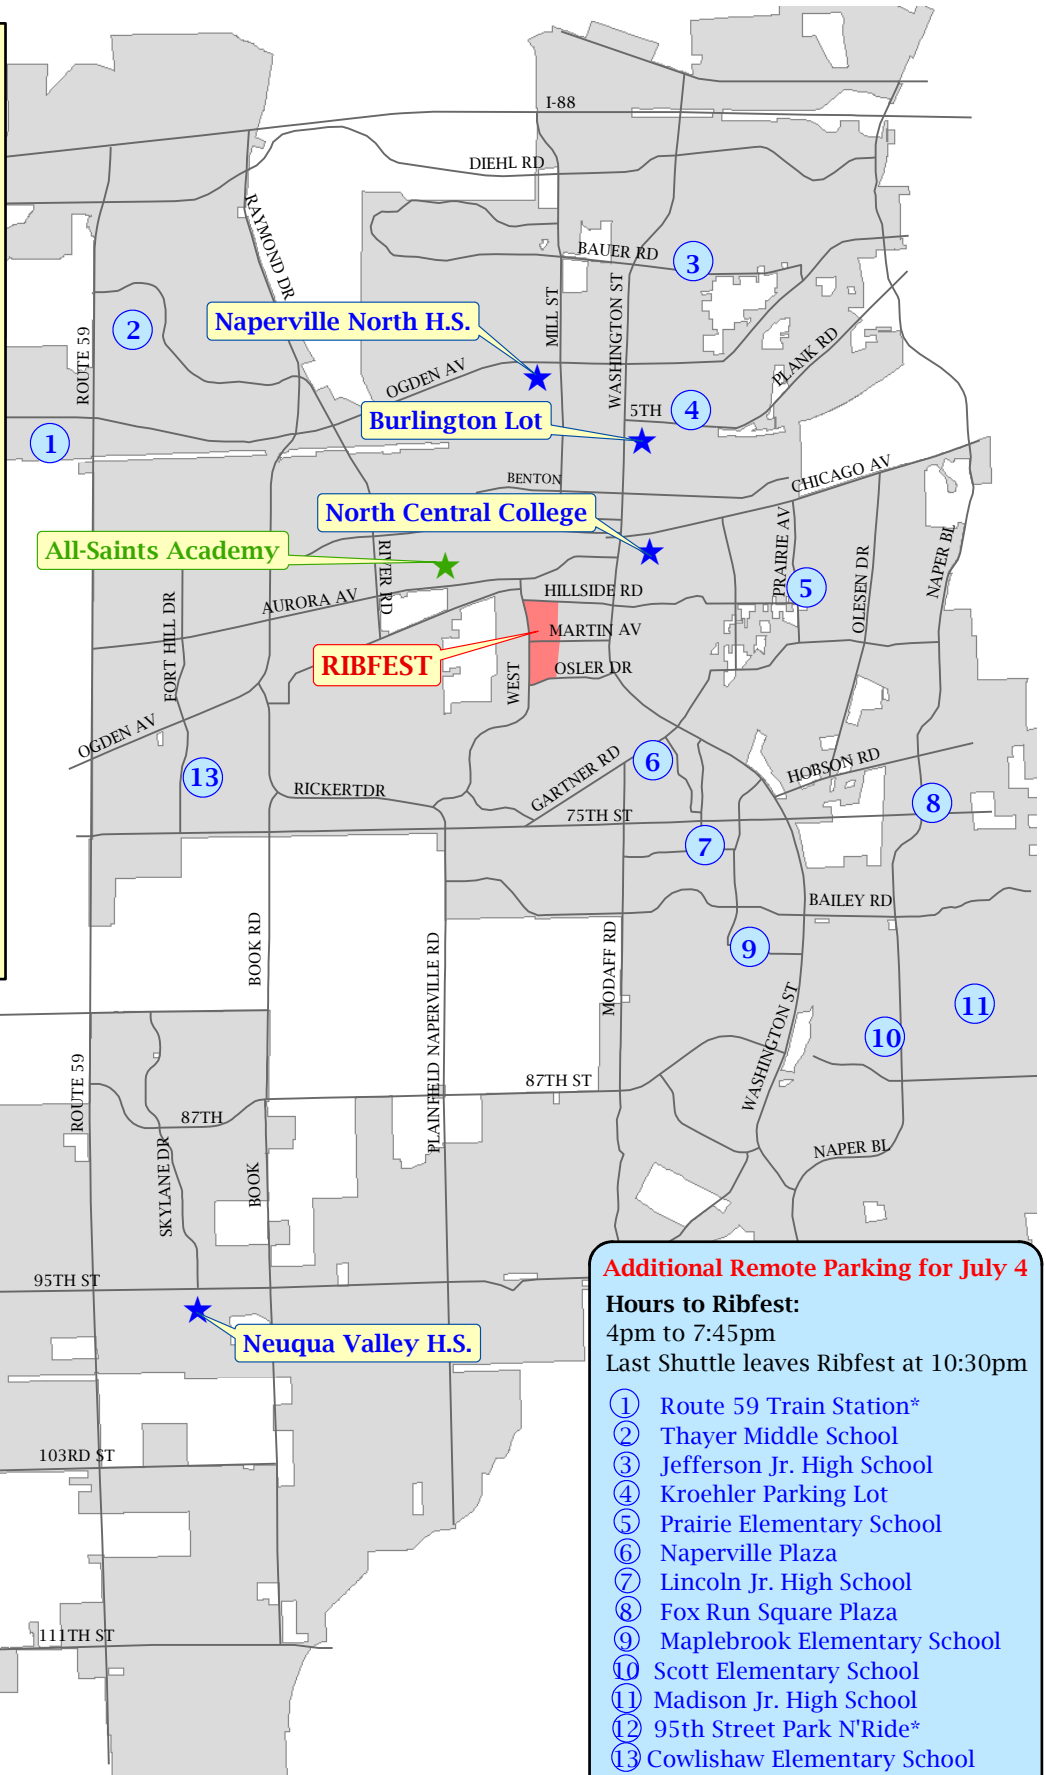 I-88
DIEHL RD
RAYMOND DR
BAUER RD
3
Naperville North H.S.
2
MILL ST
WASHINGTON ST
ROUTE 59
PLANK RD
OGDEN AV
Burlington Lot
5TH
4
1
BENTON
CHICAGO AV
North Central College
All-Saints Academy
RIVER RD
PRAIRIE AV
OLESEN DR
NAPER BL
5
HILLSIDE RD
AURORA AV
FORT HILL DR
MARTIN AV
RIBFEST
WEST
OSLER DR
OGDEN AV
13
RICKERT DR
GARTNER RD
6
HOBSON RD
8
75TH ST
7
BAILEY RD
BOOK RD
PLAINFIELD NAPERVILLE RD
MODAFF RD
9
WASHINGTON ST
11
10
ROUTE 59
87TH ST
87TH
SKYLANE DR
BOOK
NAPER BL
95TH ST
Neuqua Valley H.S.
103RD ST
111TH ST
Additional Remote Parking for July 4
Hours to Ribfest:
4pm to 7:45pm
Last Shuttle leaves Ribfest at 10:30pm
1 Route 59 Train Station*
2 Thayer Middle School
3 Jefferson Jr. High School
4 Kroehler Parking Lot
5 Prairie Elementary School
6 Naperville Plaza
7 Lincoln Jr. High School
8 Fox Run Square Plaza
9 Maplebrook Elementary School
10 Scott Elementary School
11 Madison Jr. High School
12 95th Street Park N'Ride*
13 Cowlishaw Elementary School